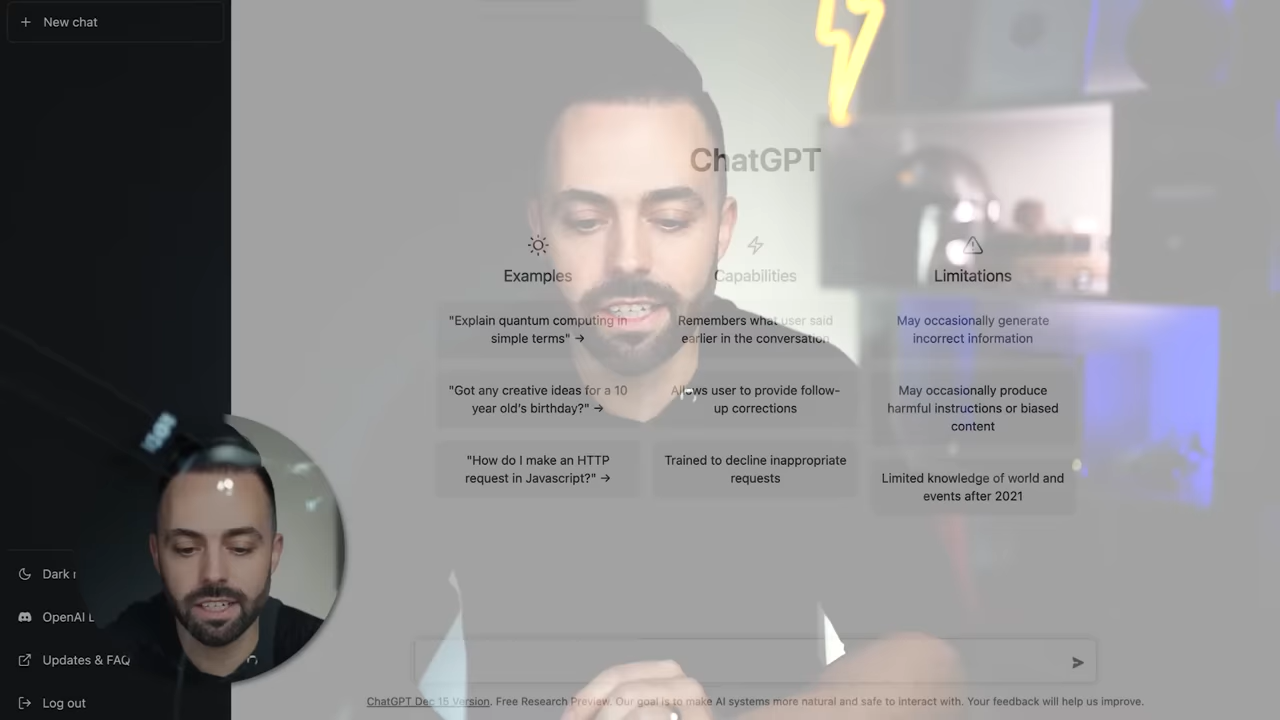 New chat
ChatGPT
Examples
Capabilities
Limitations
"Explain quantum computing in
simple terms" →
Remembers what user said
earlier in the conversation
May occasionally generate
incorrect information
"Got any creative ideas for a 10
year old's birthday?" →
Allows user to provide follow-
up corrections
May occasionally produce
harmful instructions or biased
content
"How do I make an HTTP
request in Javascript?" →
Trained to decline inappropriate
requests
Limited knowledge of world and
events after 2021
Dark
OpenAI
Updates & FAQ
Log out
ChatGPT Dec 15 Version. Free Research Preview. Our goal is to make AI systems more natural and safe to interact with. Your feedback will help us improve.